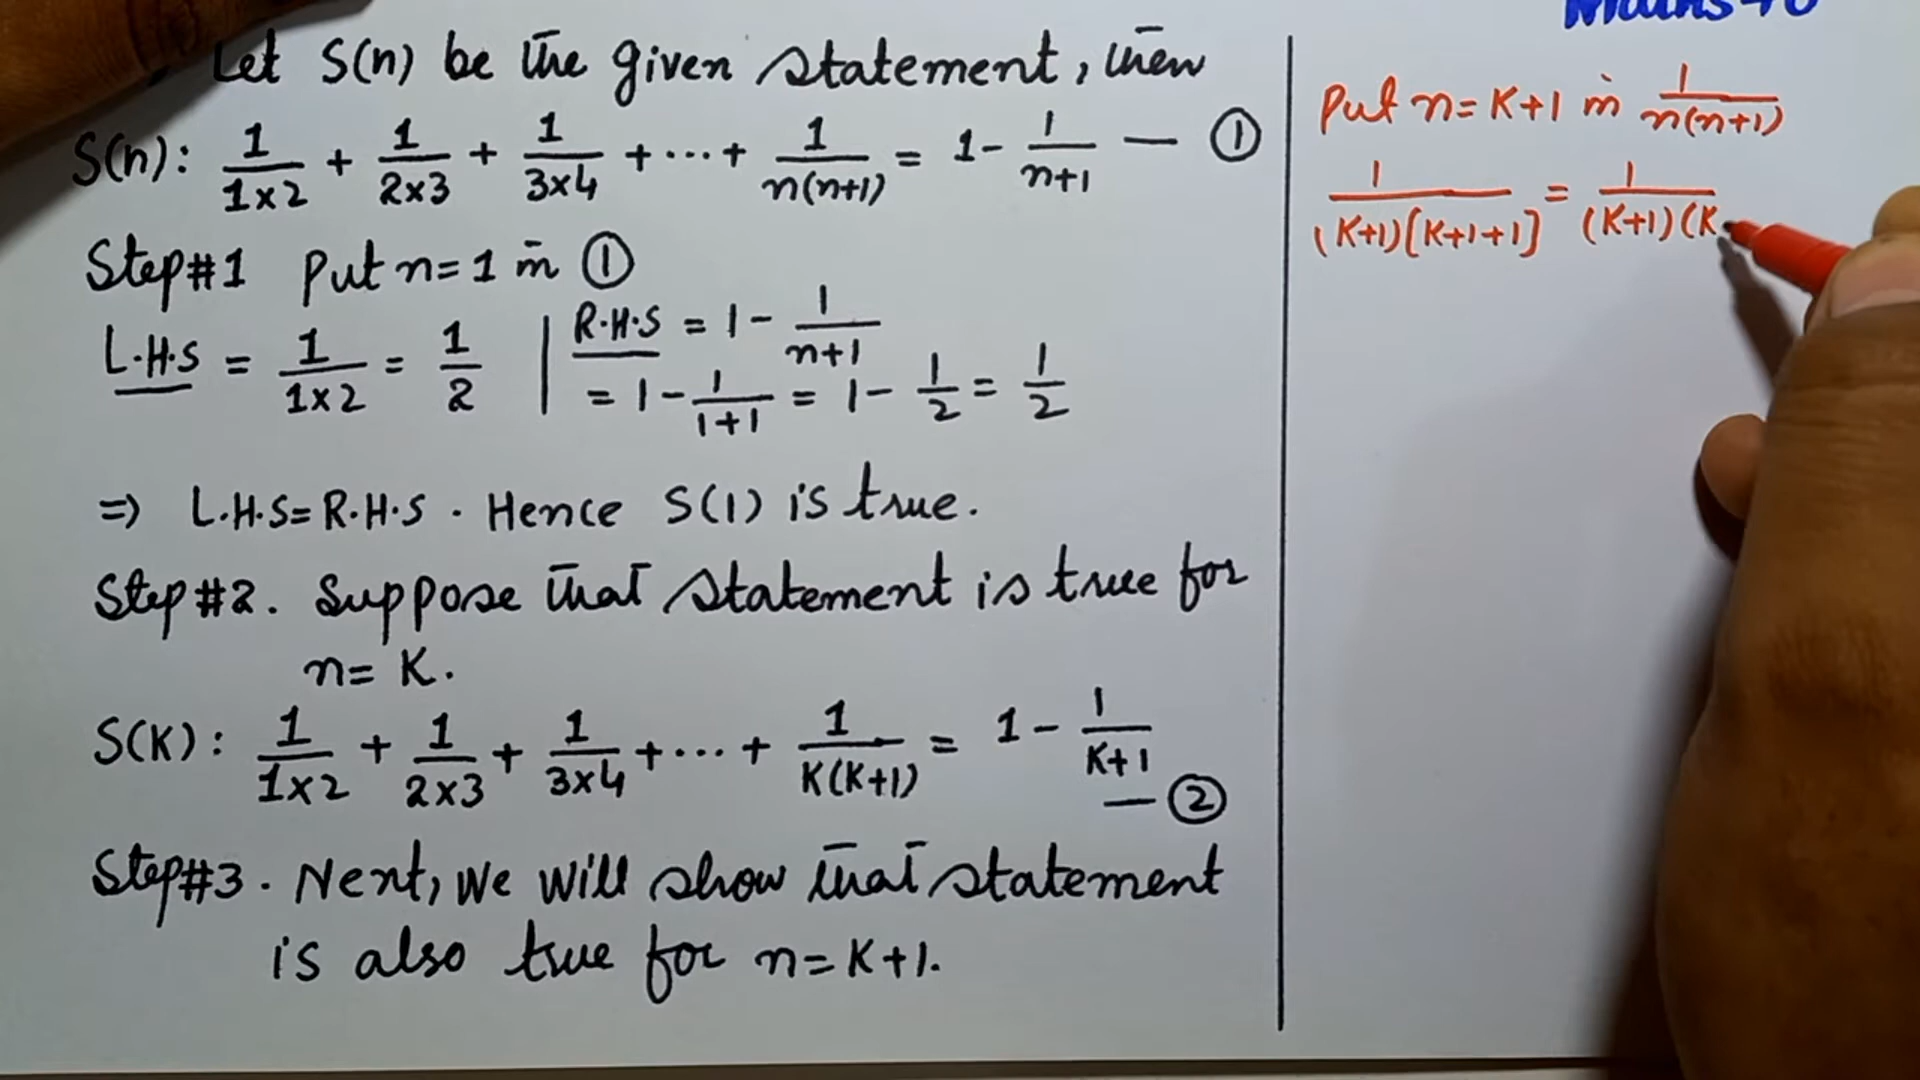 Let S(n) be the given statement, then
S(n): 1/(1×2) + 1/(2×3) + 1/(3×4) + ... + 1/(n(n+1)) = 1 - 1/(n+1) — ①
Step#1 Put n=1 in ①
L.H.S = 1/(1×2) = 1/2 | R.H.S = 1 - 1/(n+1)
= 1 - 1/(1+1) = 1 - 1/2 = 1/2
⇒ L.H.S = R.H.S. Hence S(1) is true.
Step #2. Suppose that statement is true for
n = K.
S(K): 1/(1×2) + 1/(2×3) + 1/(3×4) + ... + 1/(K(K+1)) = 1 - 1/(K+1)
— ②
Step#3. Next, We will show that statement
is also true for n = K+1.
Put n = K+1 in 1/(n(n+1))
1/((K+1)[K+1+1]) = 1/((K+1)(K